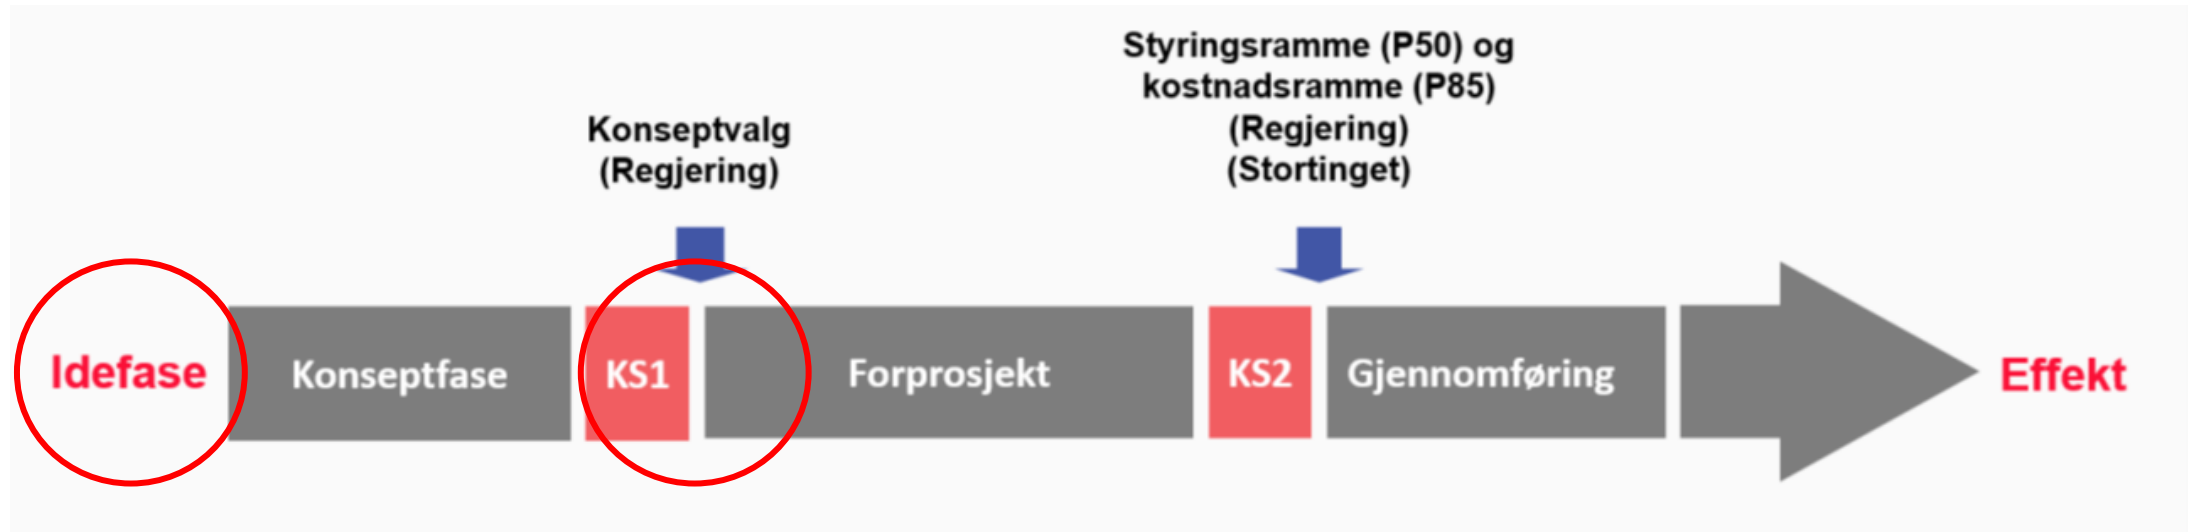 Styringsramme (P50) og
kostnadsramme (P85)
(Regjering)
(Stortinget)
Konseptvalg
(Regjering)
Idefase
Konseptfase
KS1
Forprosjekt
KS2
Gjennomføring
Effekt